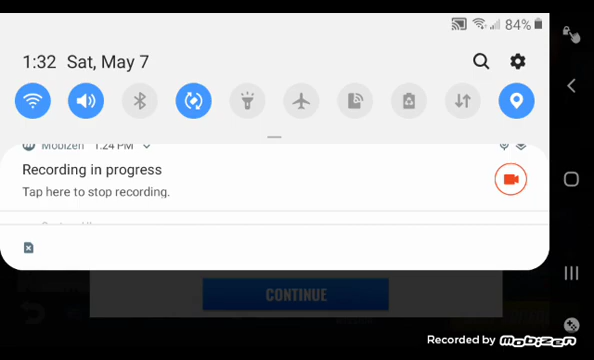 84%
1:32 Sat, May 7
Mobizen 1:24 PM
Recording in progress
Tap here to stop recording.
CONTINUE
Recorded by mobizen